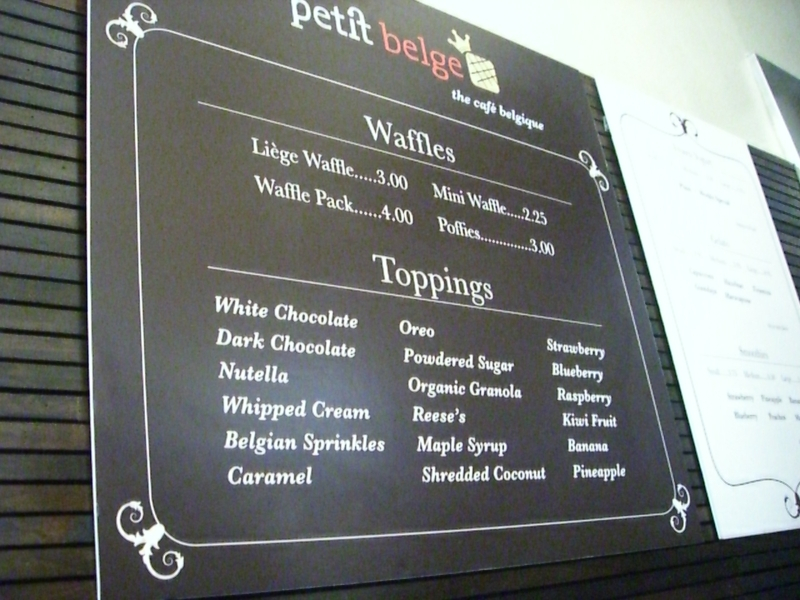 petit belge
the café belgique
Waffles
Liège Waffle.....3.00
Mini Waffle.....2.25
Waffle Pack......4.00
Poffies.............3.00
Toppings
White Chocolate
Dark Chocolate
Nutella
Whipped Cream
Belgian Sprinkles
Caramel
Oreo
Powdered Sugar
Organic Granola
Reese's
Maple Syrup
Shredded Coconut
Strawberry
Blueberry
Raspberry
Kiwi Fruit
Banana
Pineapple